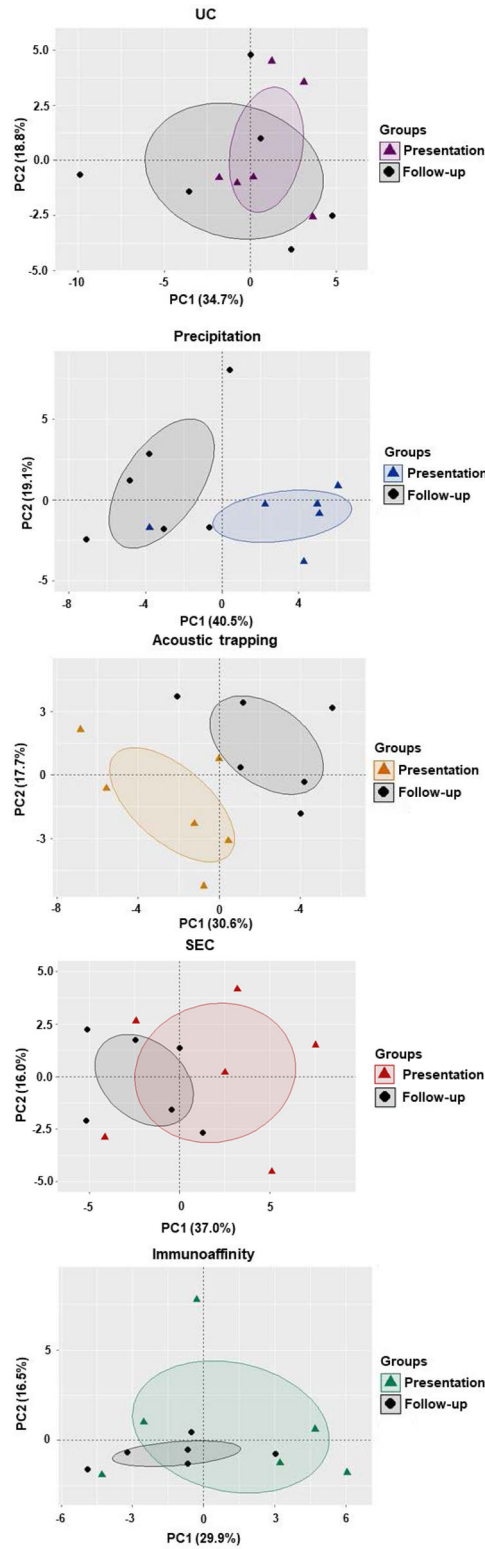 UC
5.0
2.5
0.0
-2.5
-5.0
PC2 (18.8%)
-10
-5
0
5
PC1 (34.7%)
Groups
Presentation
Follow-up
Precipitation
5
0
-5
PC2 (19.1%)
-8
-4
0
4
PC1 (40.5%)
Groups
Presentation
Follow-up
Acoustic trapping
3
0
-3
PC2 (17.7%)
-8
-4
0
-4
PC1 (30.6%)
Groups
Presentation
Follow-up
SEC
5.0
2.5
0.0
-2.5
-5.0
PC2 (16.0%)
-5
0
5
PC1 (37.0%)
Groups
Presentation
Follow-up
Immunoaffinity
5
0
PC2 (16.5%)
-6
-3
0
3
6
PC1 (29.9%)
Groups
Presentation
Follow-up